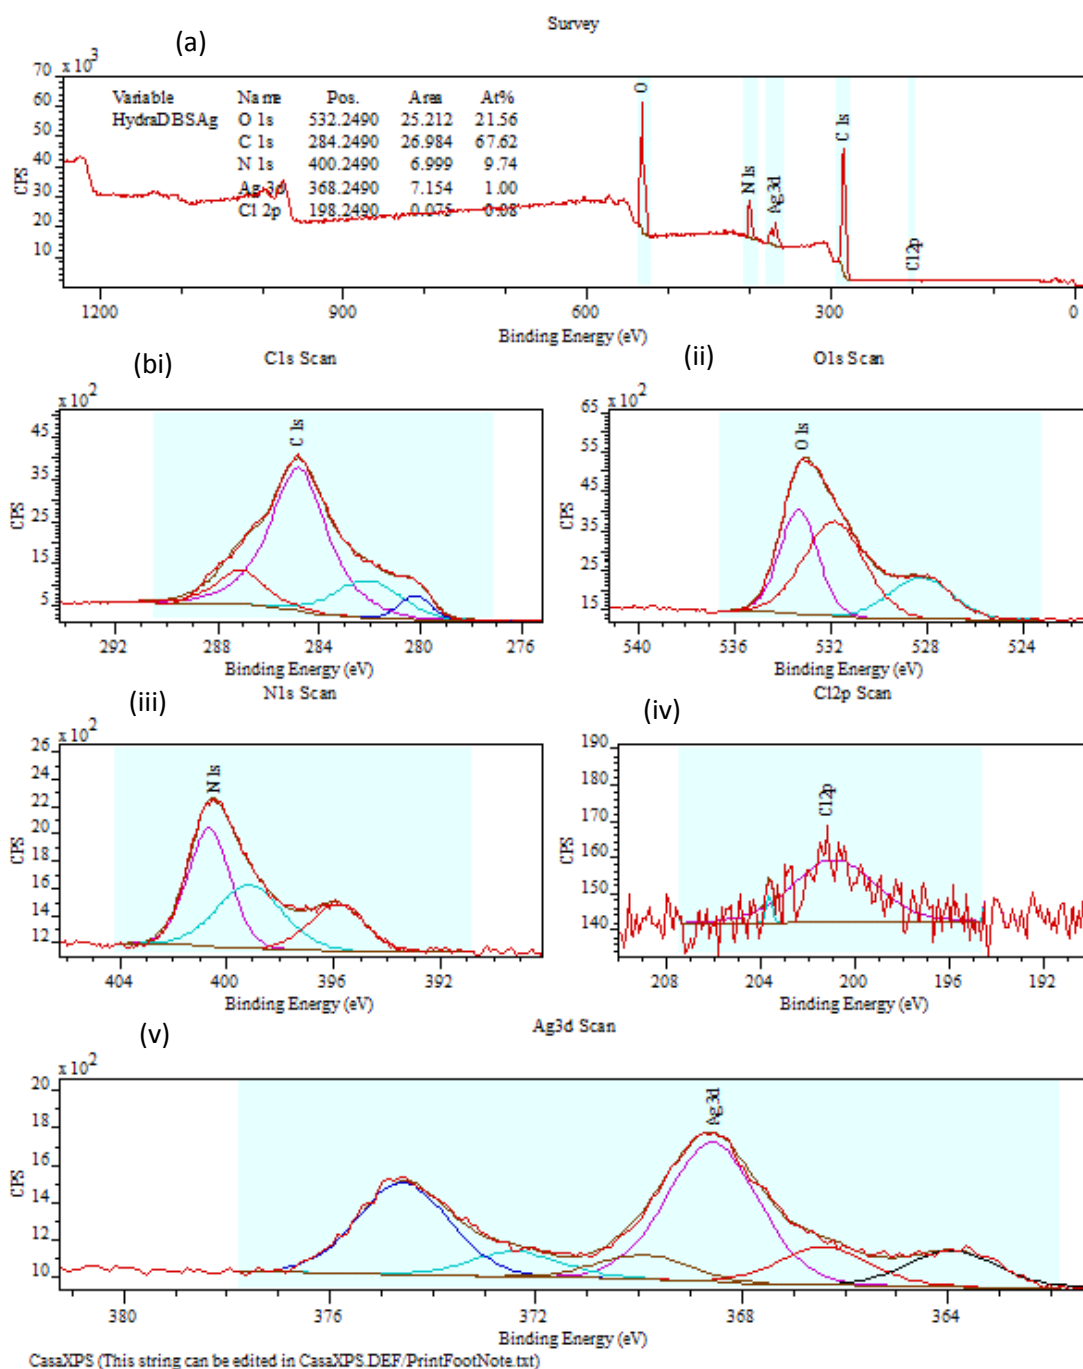 Survey
(a)
x 10^3
70
60
50
40
30
20
10
CPS
Variable Name Pos. Area At%
HydraDBSAg O 1s 532.2490 25.212 21.56
C 1s 284.2490 26.984 67.62
N 1s 400.2490 6.999 9.74
Ag 3d 368.2490 7.154 1.00
Cl 2p 198.2490 0.075 0.08
O
N 1s
Ag3d
C 1s
Cl2p
1200 900 600 300 0
Binding Energy (eV)
(bi)
C1s Scan
x 10^2
45
35
25
15
5
CPS
C 1s
292 288 284 280 276
Binding Energy (eV)
(ii)
O1s Scan
x 10^2
65
55
45
35
25
15
CPS
O 1s
540 536 532 528 524
Binding Energy (eV)
(iii)
N1s Scan
x 10^2
26
24
22
20
18
16
14
12
CPS
N 1s
404 400 396 392
Binding Energy (eV)
(iv)
Cl2p Scan
190
180
170
160
150
140
CPS
Cl2p
208 204 200 196 192
Binding Energy (eV)
(v)
Ag3d Scan
x 10^2
20
18
16
14
12
10
CPS
Ag3d
380 376 372 368 364
Binding Energy (eV)
CasaXPS (This string can be edited in CasaXPS.DEF/PrintFootNote.txt)